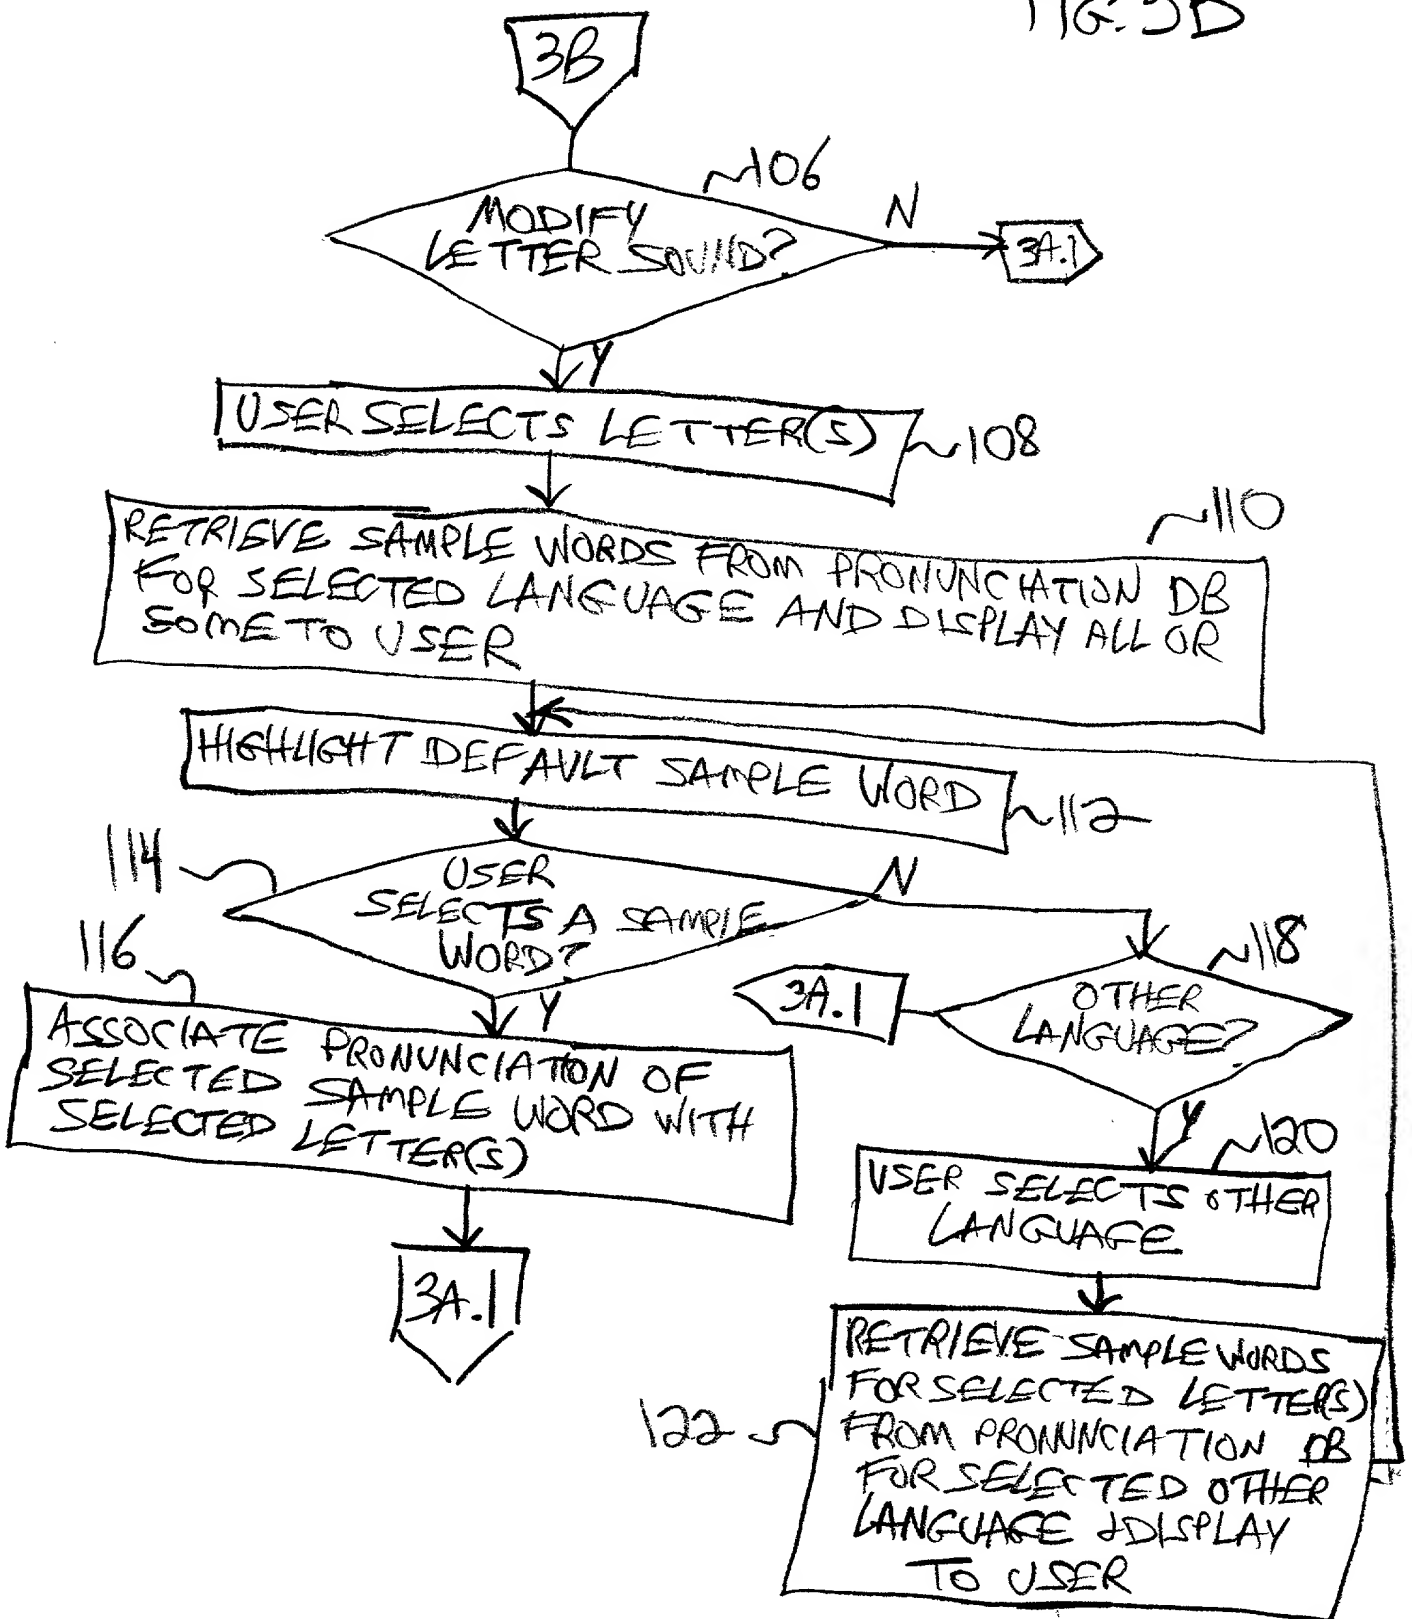 FIG. 3D
3B
106
MODIFY
LETTER SOUND?
N
3A.1
Y
USER SELECTS LETTER(S)
108
110
RETRIEVE SAMPLE WORDS FROM PRONUNCIATION DB
FOR SELECTED LANGUAGE AND DISPLAY ALL OR
SOME TO USER
HIGHLIGHT DEFAULT SAMPLE WORD
112
114
USER
SELECTS A SAMPLE
WORD?
N
Y
116
ASSOCIATE PRONUNCIATION OF
SELECTED SAMPLE WORD WITH
SELECTED LETTER(S)
3A.1
118
OTHER
LANGUAGE?
3A.1
Y
120
USER SELECTS OTHER
LANGUAGE
122
RETRIEVE SAMPLE WORDS
FOR SELECTED LETTER(S)
FROM PRONUNCIATION DB
FOR SELECTED OTHER
LANGUAGE & DISPLAY
TO USER